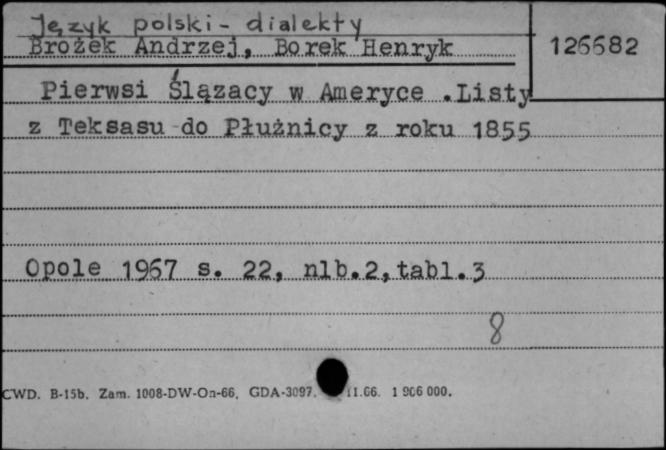 Język polski - dialekty
Brożek Andrzej, Borek Henryk
126682
Pierwsi Ślązacy w Ameryce .Listy
z Teksasu do Płużnicy z roku 1855
Opole 1967 s. 22, nlb.2,tabl.3
8
CWD. B-15b. Zam. 1008-DW-On-66, GDA-3097. 11.66. 1 906 000.